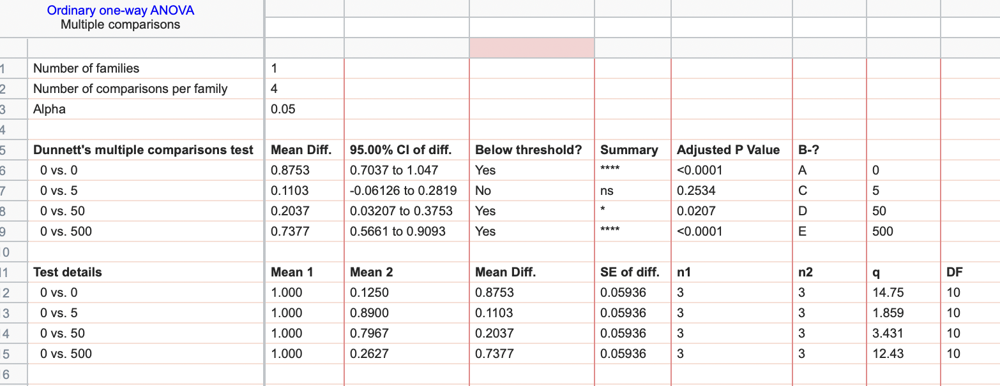 Ordinary one-way ANOVA
Multiple comparisons
1 Number of families 1
2 Number of comparisons per family 4
3 Alpha 0.05
4
5 Dunnett's multiple comparisons test Mean Diff. 95.00% CI of diff. Below threshold? Summary Adjusted P Value B-?
6 0 vs. 0 0.8753 0.7037 to 1.047 Yes **** <0.0001 A 0
7 0 vs. 5 0.1103 -0.06126 to 0.2819 No ns 0.2534 C 5
8 0 vs. 50 0.2037 0.03207 to 0.3753 Yes * 0.0207 D 50
9 0 vs. 500 0.7377 0.5661 to 0.9093 Yes **** <0.0001 E 500
0
1 Test details Mean 1 Mean 2 Mean Diff. SE of diff. n1 n2 q DF
2 0 vs. 0 1.000 0.1250 0.8753 0.05936 3 3 14.75 10
3 0 vs. 5 1.000 0.8900 0.1103 0.05936 3 3 1.859 10
4 0 vs. 50 1.000 0.7967 0.2037 0.05936 3 3 3.431 10
5 0 vs. 500 1.000 0.2627 0.7377 0.05936 3 3 12.43 10
6